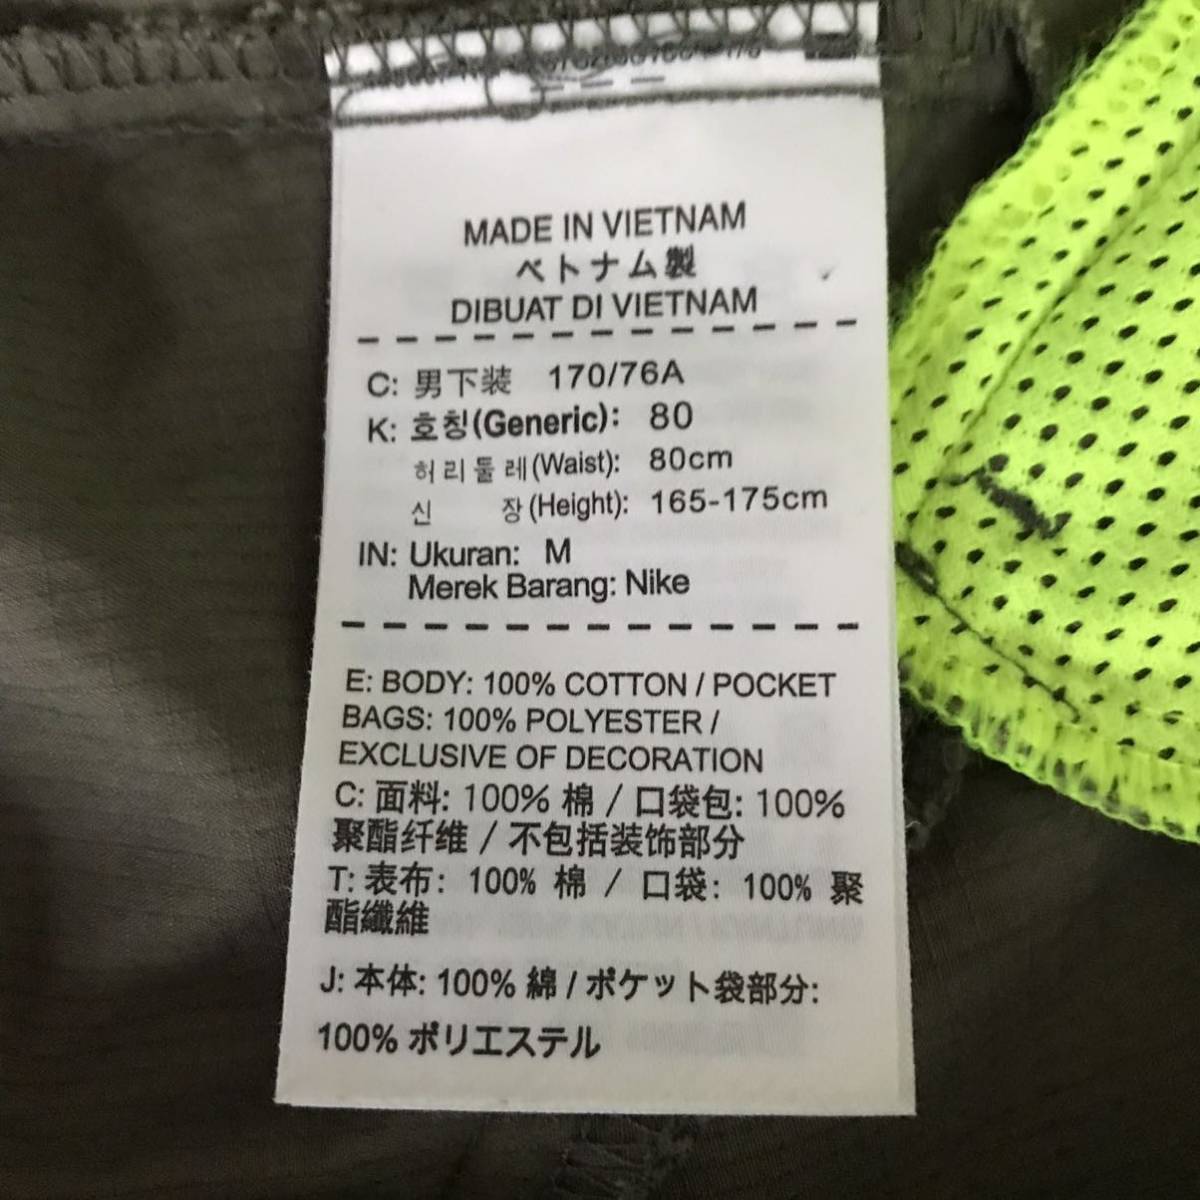 MADE IN VIETNAM
ベトナム製
DIBUAT DI VIETNAM
C: 男下装 170/76A
K: 호칭(Generic): 80
허리둘레(Waist): 80cm
신 장(Height): 165-175cm
IN: Ukuran: M
Merek Barang: Nike
E: BODY: 100% COTTON / POCKET
BAGS: 100% POLYESTER /
EXCLUSIVE OF DECORATION
C: 面料: 100% 棉 / 口袋包: 100%
聚酯纤维 / 不包括装饰部分
T: 表布: 100% 棉 / 口袋: 100% 聚
酯纖維
J: 本体: 100% 綿 / ポケット袋部分:
100% ポリエステル